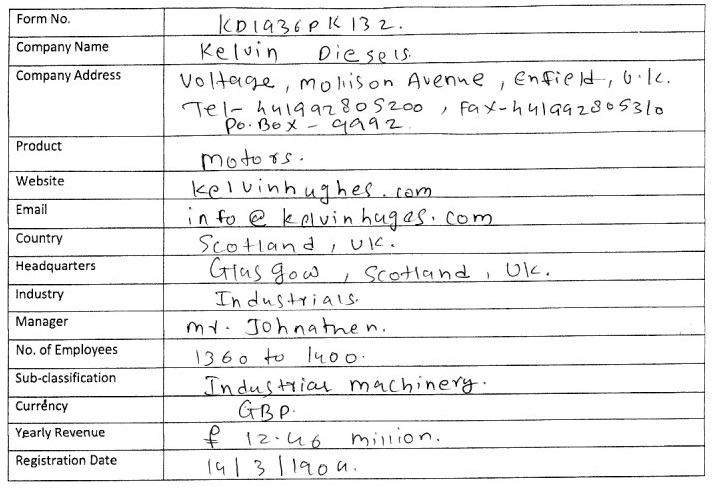 Form No. KD1936PK132.
Company Name Kelvin Diesels.
Company Address Voltage, mollison Avenue, Enfield, U.K.
Tel- 441992805200, Fax-441992805310
Po.Box - 9992
Product motors.
Website kelvinhughes.com
Email info@kelvinhuges.com
Country Scotland, UK.
Headquarters Glasgow, Scotland, UK.
Industry Industrials.
Manager mr. Johnathen.
No. of Employees 1360 to 1400.
Sub-classification Industrial machinery.
Currency GBP.
Yearly Revenue £ 12.46 million.
Registration Date 14/3/1904.